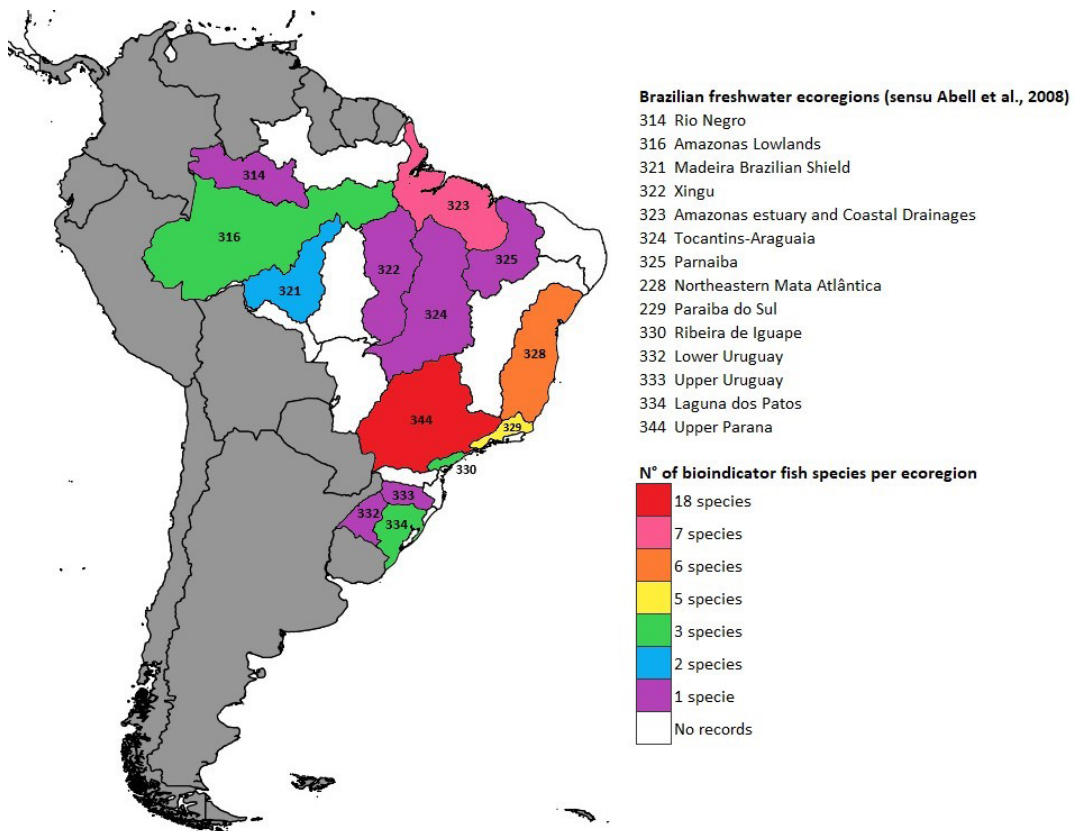 314
316
321
322
323
324
325
328
344
329
330
333
332
334
Brazilian freshwater ecoregions (sensu Abell et al., 2008)
314 Rio Negro
316 Amazonas Lowlands
321 Madeira Brazilian Shield
322 Xingu
323 Amazonas estuary and Coastal Drainages
324 Tocantins-Araguaia
325 Parnaiba
228 Northeastern Mata Atlântica
229 Paraiba do Sul
330 Ribeira de Iguape
332 Lower Uruguay
333 Upper Uruguay
334 Laguna dos Patos
344 Upper Parana
N° of bioindicator fish species per ecoregion
18 species
7 species
6 species
5 species
3 species
2 species
1 specie
No records